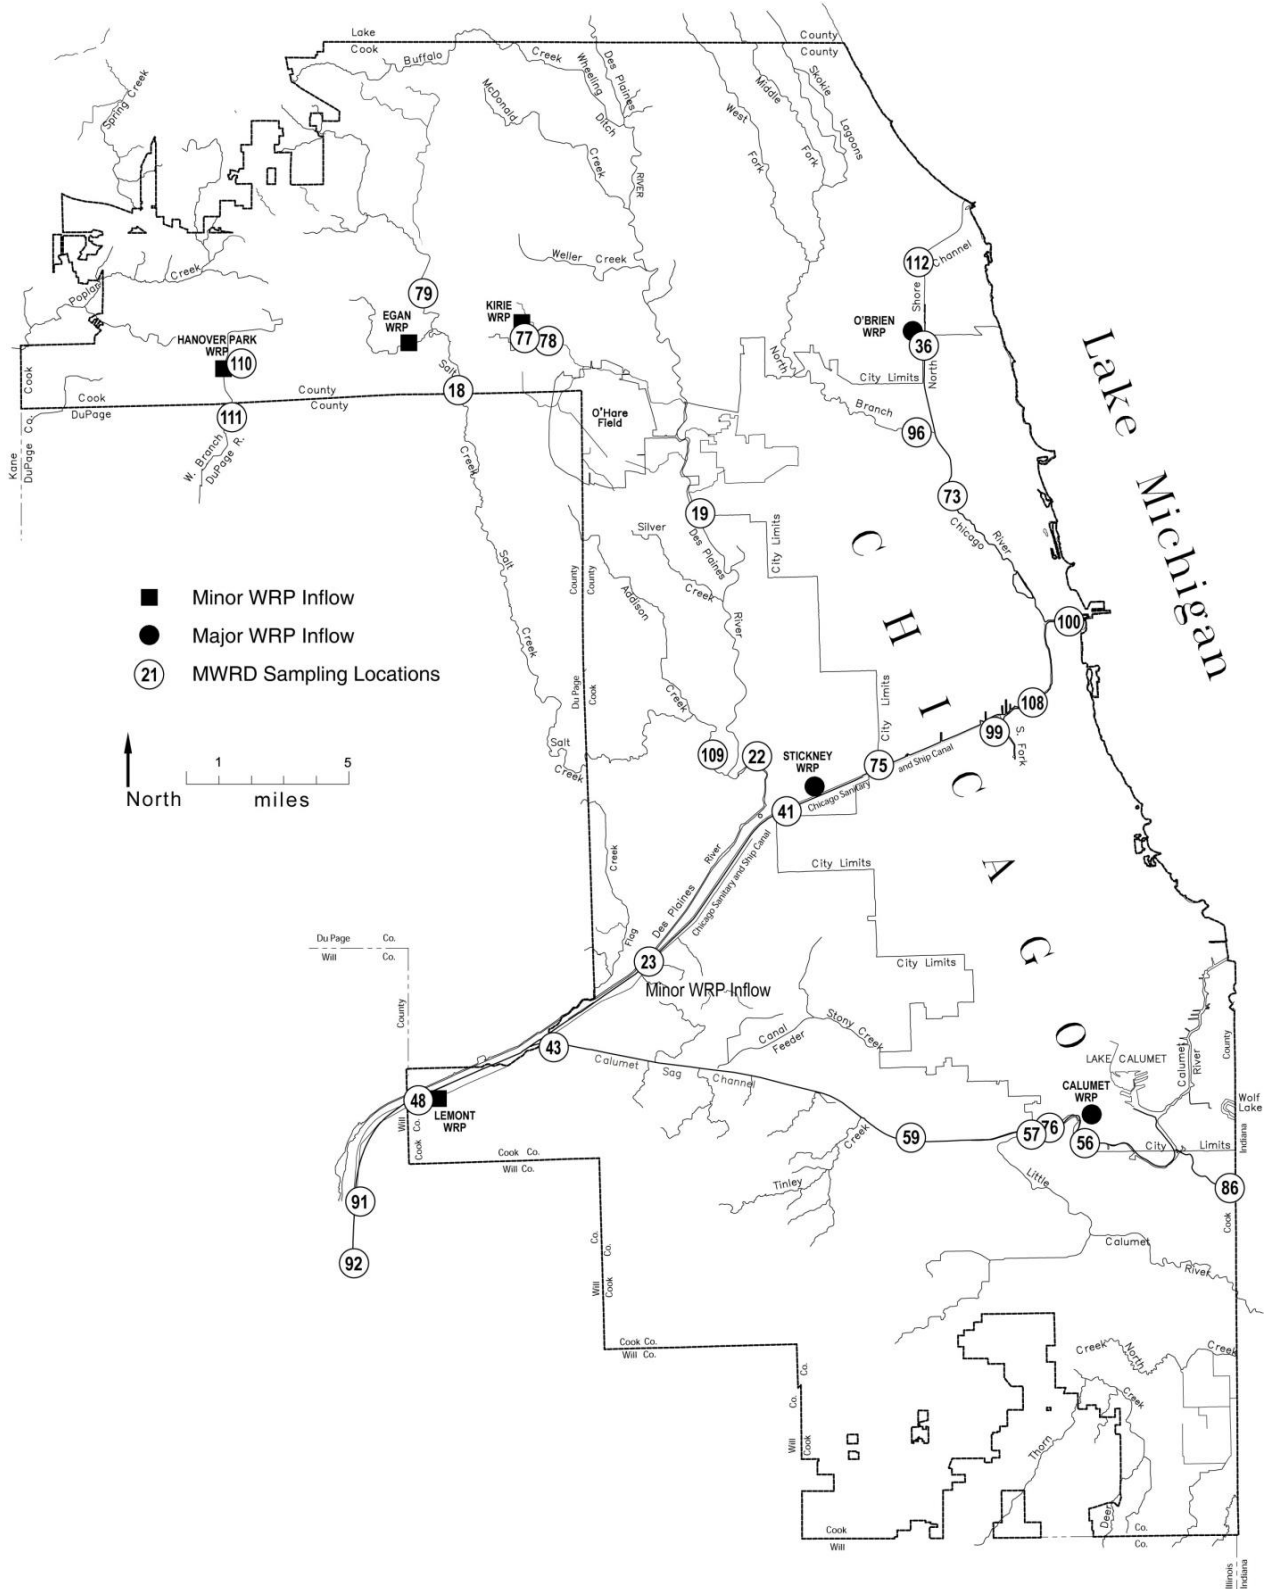 Lake
Cook
County
County
Buffalo
Creek
Wheeling
Ditch
Des Plaines
RIVER
Spring Creek
McDonald
Creek
West
Fork
Middle
Fork
Skokie
Lagoons
Weller Creek
112
Channel
Shore
North
Poplar
Creek
79
EGAN
WRP
KIRIE
WRP
77
78
O'BRIEN
WRP
36
HANOVER PARK
WRP
110
Cook
Cook
DuPage
County
County
18
Salt
111
W. Branch
DuPage R.
Kane
DuPage Co.
O'Hare
Field
North
City Limits
Branch
96
Creek
73
Chicago
River
19
Des Plaines
City Limits
Silver
Creek
River
Salt
Creek
County
County
Addison
Creek
Lake Michigan
CHICAGO
Minor WRP Inflow
Major WRP Inflow
21
MWRD Sampling Locations
100
Du Page
Cook
City Limits
108
99
S. Fork
Salt
Creek
109
22
STICKNEY
WRP
75
and Ship Canal
Chicago Sanitary
41
1
5
North
miles
City Limits
Creek
Flag
Des Plaines
River
Chicago Sanitary and Ship Canal
Du Page
Co.
Will
Co.
County
23
Minor WRP Inflow
City Limits
Canal
Feeder
Stony Creek
43
Calumet
Sag
Channel
LAKE CALUMET
Calumet
River
County
Indiana
CALUMET
WRP
Wolf
Lake
48
LEMONT
WRP
Will
Cook Co.
59
57
76
56
City
Limits
Creek
Tinley
Cook Co.
Will Co.
91
92
Little
Calumet
River
86
Cook
Co.
Co.
Will
Cook
Cook Co.
Will Co.
Creek
North
Creek
Creek
Thorn
Deer
Co.
Co.
Will
Cook
Cook
Will
Co.
Co.
Illinois
Indiana